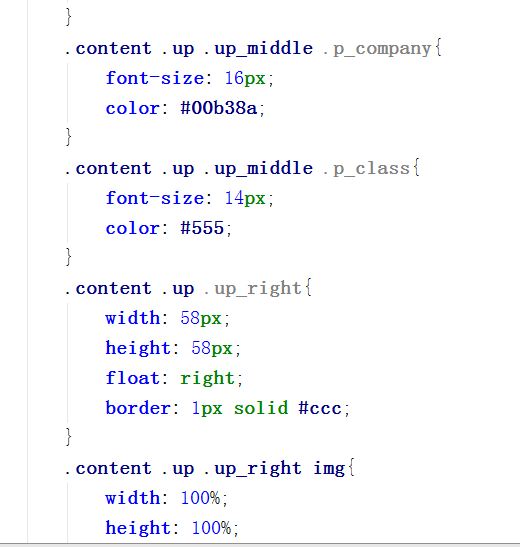 }
.content .up .up_middle .p_company{
font-size: 16px;
color: #00b38a;
}
.content .up .up_middle .p_class{
font-size: 14px;
color: #555;
}
.content .up .up_right{
width: 58px;
height: 58px;
float: right;
border: 1px solid #ccc;
}
.content .up .up_right img{
width: 100%;
height: 100%;